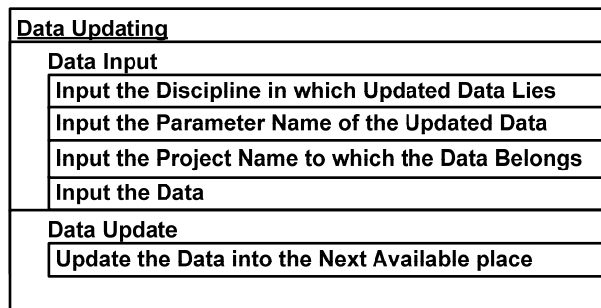 Data Updating
Data Input
Input the Discipline in which Updated Data Lies
Input the Parameter Name of the Updated Data
Input the Project Name to which the Data Belongs
Input the Data
Data Update
Update the Data into the Next Available place